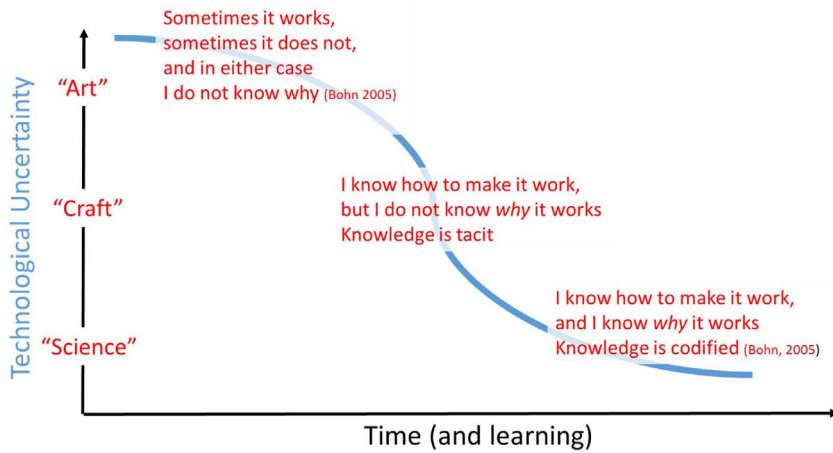 Technological Uncertainty
“Art”
“Craft”
“Science”
Sometimes it works,
sometimes it does not,
and in either case
I do not know why (Bohn 2005)
I know how to make it work,
but I do not know why it works
Knowledge is tacit
I know how to make it work,
and I know why it works
Knowledge is codified (Bohn, 2005)
Time (and learning)